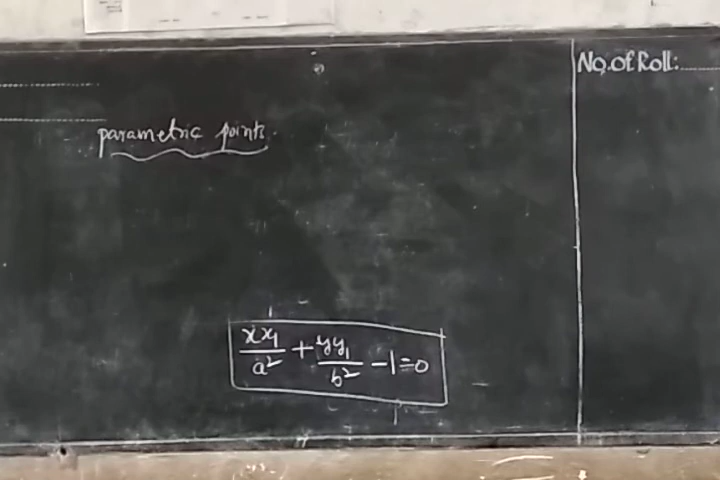 No. of Roll:
parametric points
xx₁/a² + yy₁/b² - 1 = 0